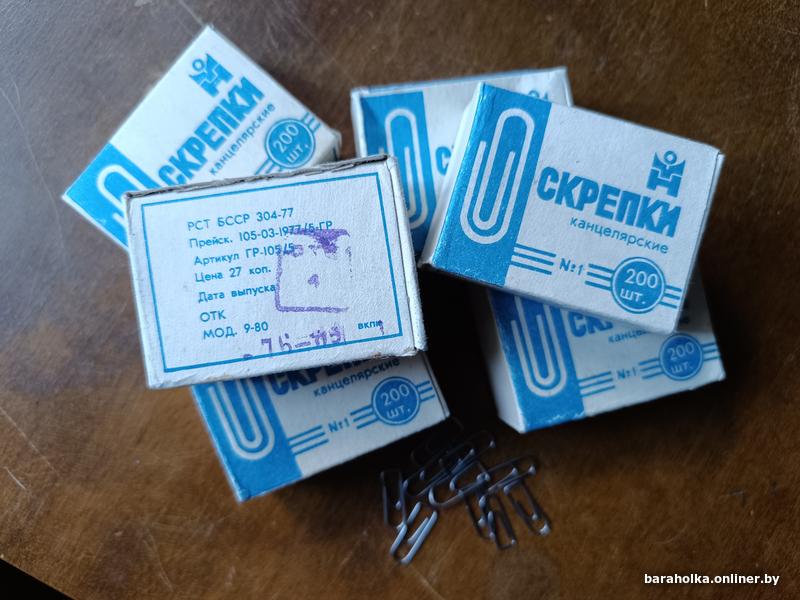 СКРЕПКИ
канцелярские
200
шт.
СКРЕПКИ
канцелярские
№1
200
шт.
РСТ БССР 304-77
Прейск. 105-03-1977/5-ГР
Артикул ГР-105/5
Цена 27 коп.
Дата выпуска
ОТК
МОД. 9-80
4
СКРЕПКИ
канцелярские
№1
200
шт.
№1
200
шт.
baraholka.onliner.by